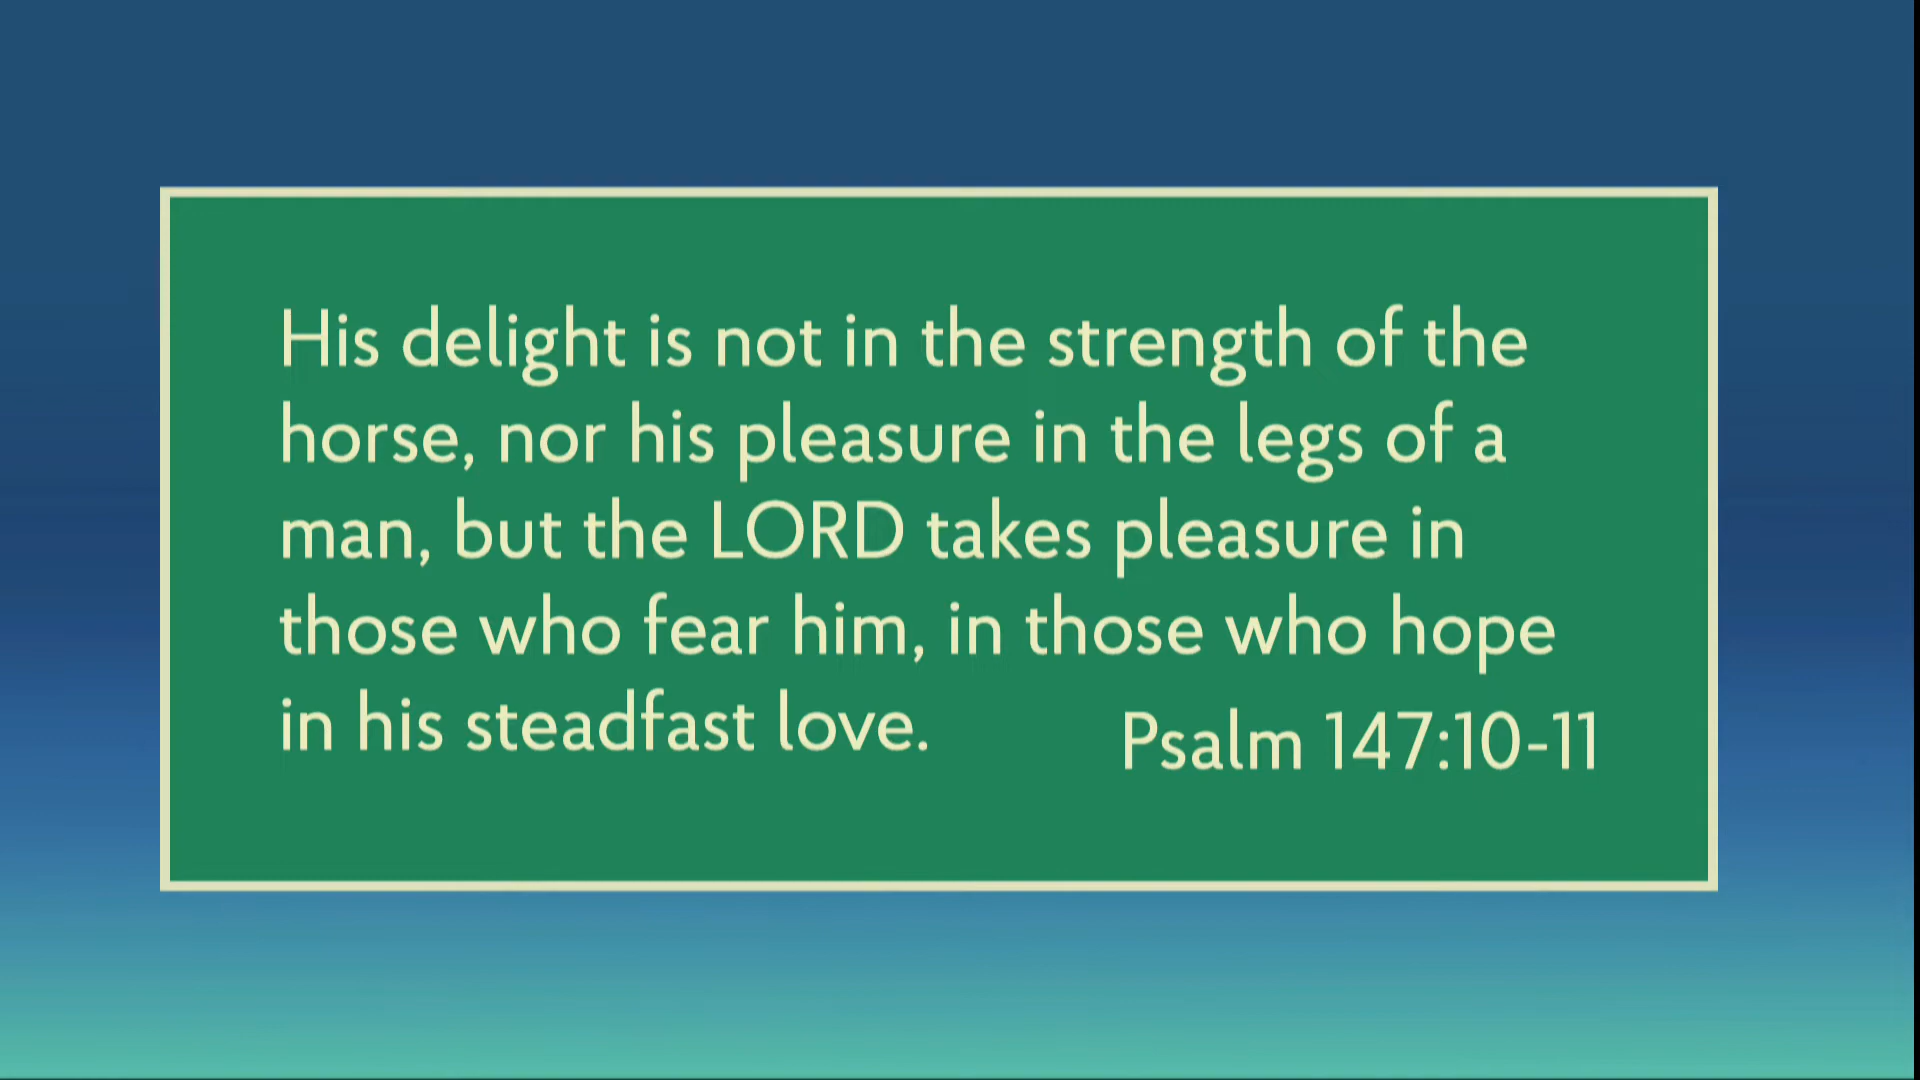 His delight is not in the strength of the
horse, nor his pleasure in the legs of a
man, but the LORD takes pleasure in
those who fear him, in those who hope
in his steadfast love.
Psalm 147:10-11